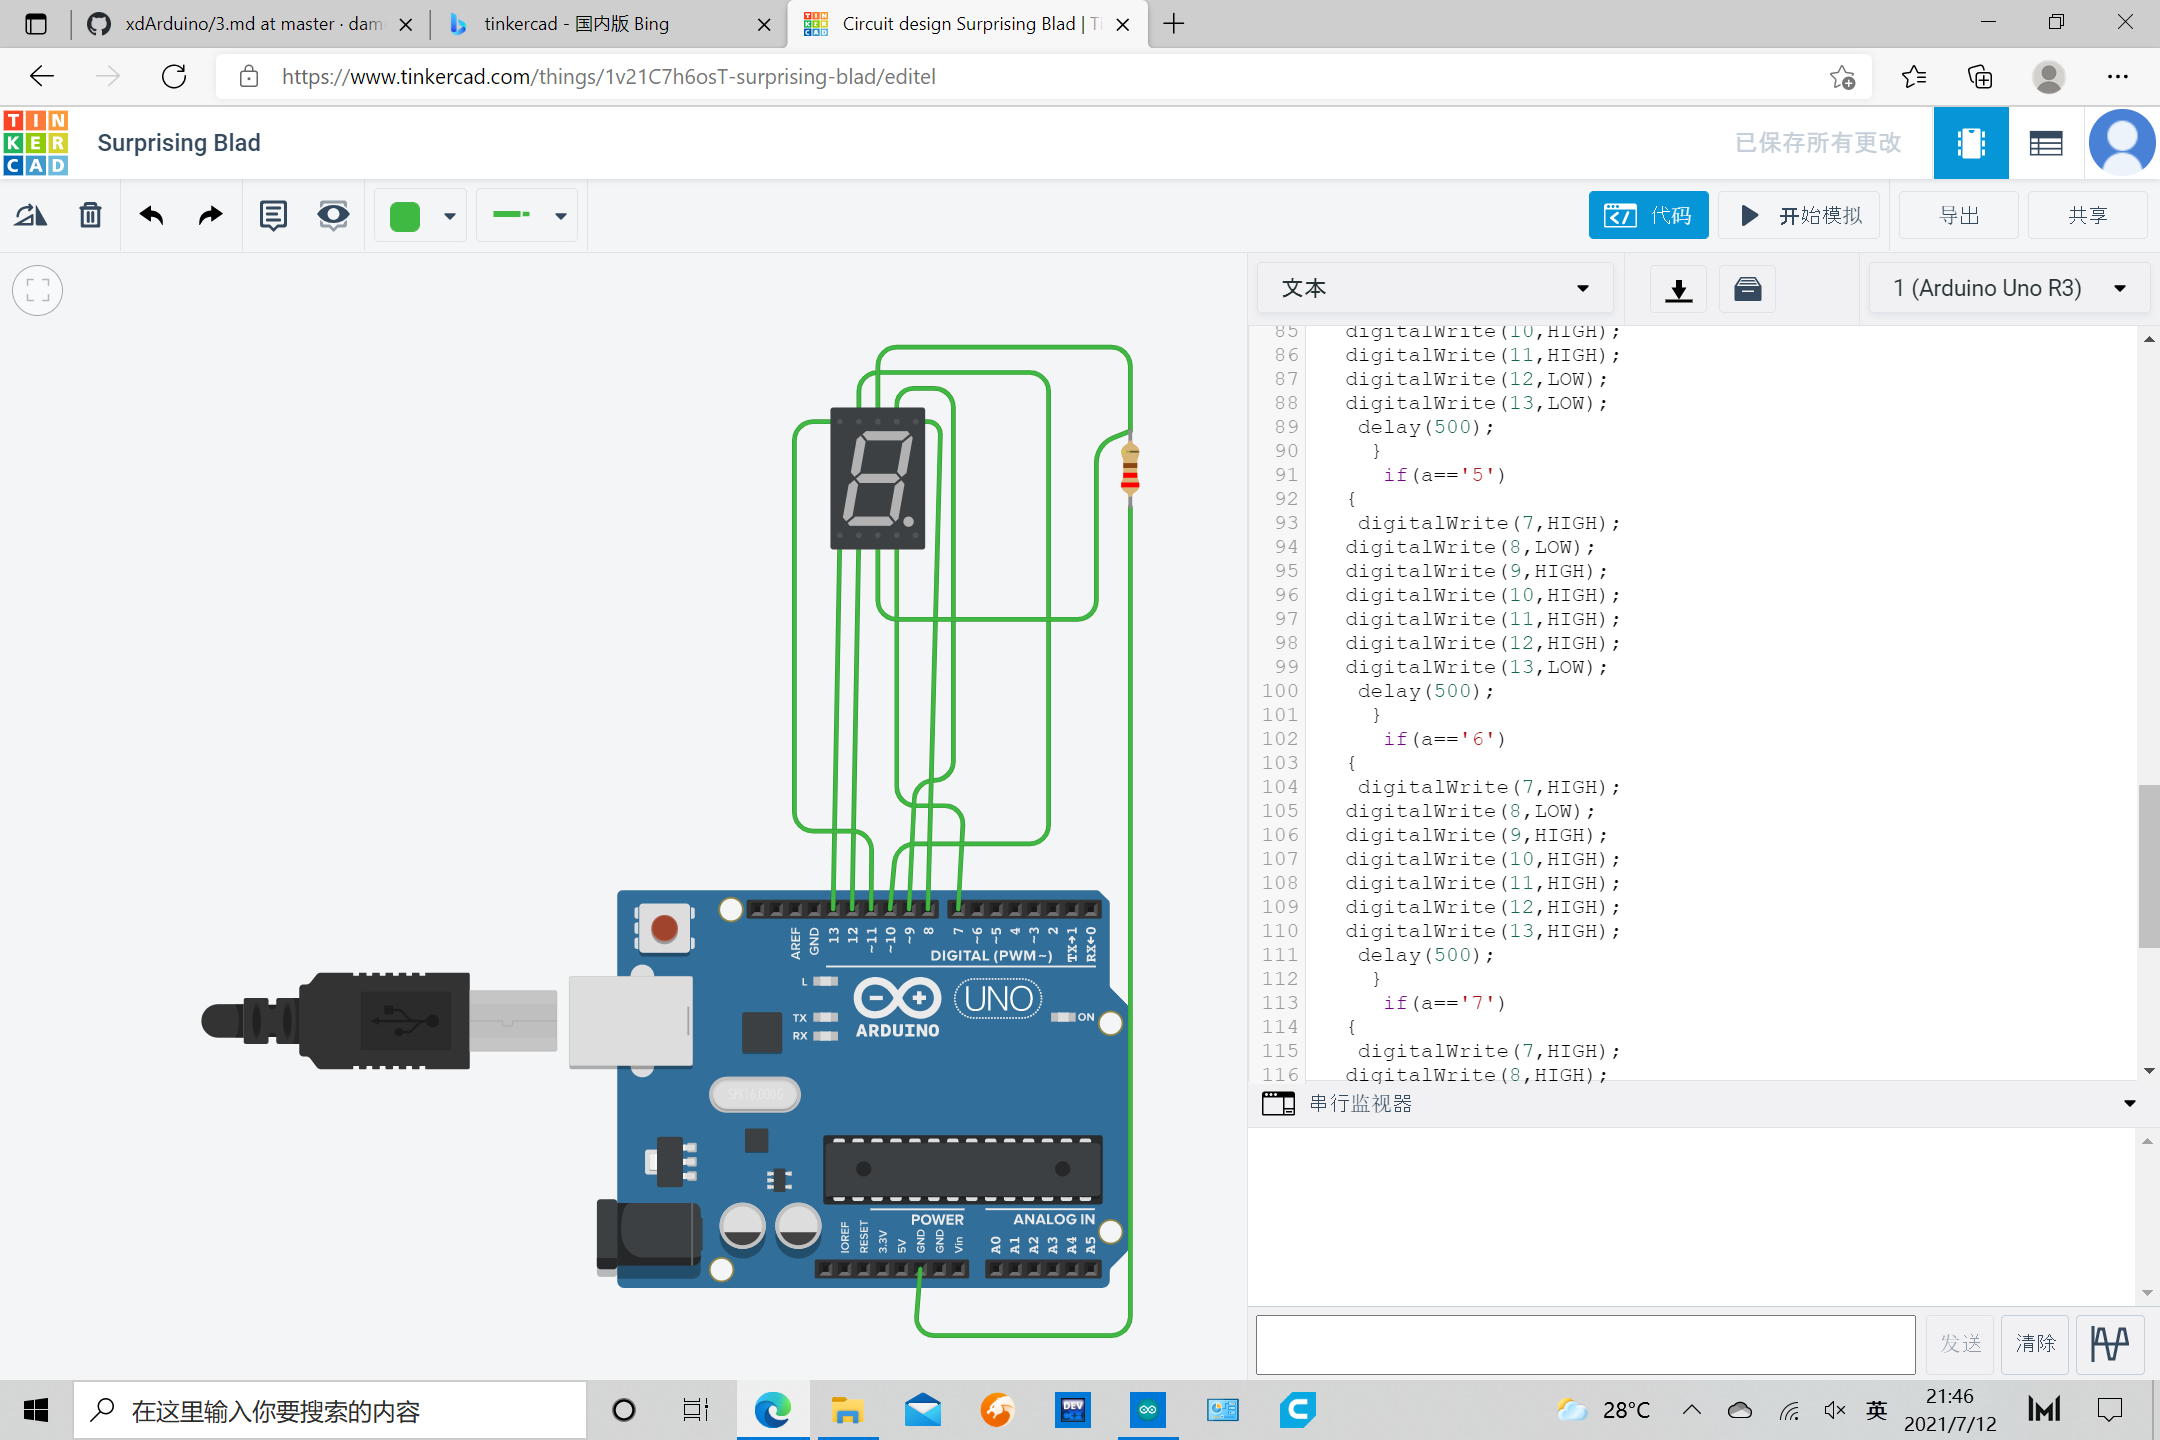 xdArduino/3.md at master · dam
tinkercad - 国内版 Bing
Circuit design Surprising Blad | Ti
https://www.tinkercad.com/things/1v21C7h6osT-surprising-blad/editel
TINKERCAD
Surprising Blad
已保存所有更改
代码
开始模拟
导出
共享
文本
1 (Arduino Uno R3)
85 digitalWrite(10,HIGH);
86 digitalWrite(11,HIGH);
87 digitalWrite(12,LOW);
88 digitalWrite(13,LOW);
89 delay(500);
90 }
91 if(a=='5')
92 {
93 digitalWrite(7,HIGH);
94 digitalWrite(8,LOW);
95 digitalWrite(9,HIGH);
96 digitalWrite(10,HIGH);
97 digitalWrite(11,HIGH);
98 digitalWrite(12,HIGH);
99 digitalWrite(13,LOW);
100 delay(500);
101 }
102 if(a=='6')
103 {
104 digitalWrite(7,HIGH);
105 digitalWrite(8,LOW);
106 digitalWrite(9,HIGH);
107 digitalWrite(10,HIGH);
108 digitalWrite(11,HIGH);
109 digitalWrite(12,HIGH);
110 digitalWrite(13,HIGH);
111 delay(500);
112 }
113 if(a=='7')
114 {
115 digitalWrite(7,HIGH);
116 digitalWrite(8,HIGH);
AREF GND 13 12 ~11 ~10 ~9 8 7 ~6 ~5 4 ~3 2 TX→1 RX←0
DIGITAL (PWM~)
L
TX
RX
ARDUINO
UNO
ON
POWER
ANALOG IN
IOREF RESET 3.3V 5V GND GND Vin A0 A1 A2 A3 A4 A5
串行监视器
发送
清除
在这里输入你要搜索的内容
DEV C++
28°C
英
21:46
2021/7/12